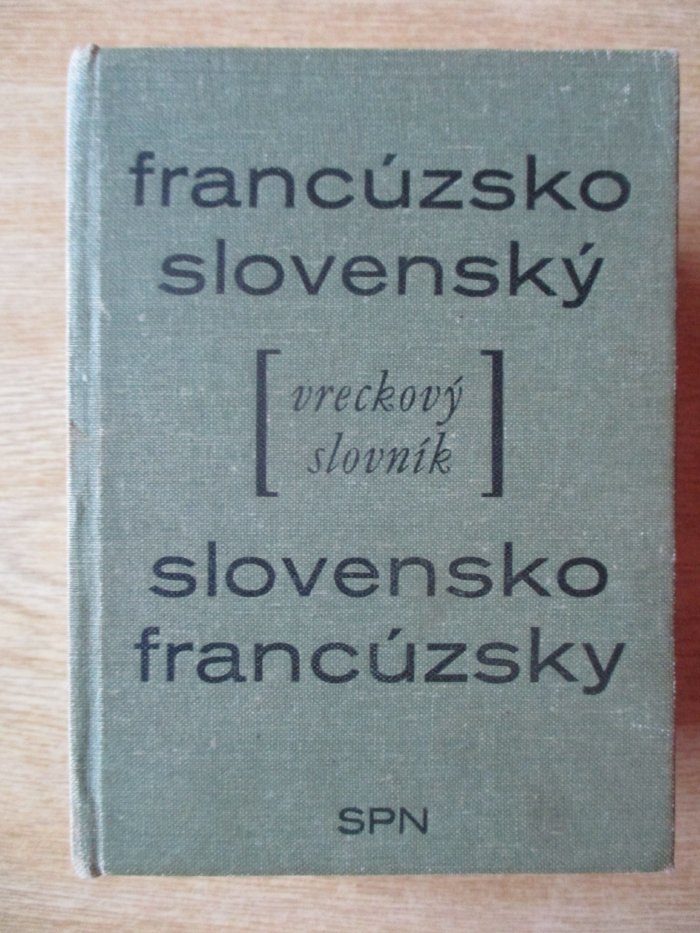 francúzsko
slovenský
[vreckový
slovník]
slovensko
francúzsky
SPN